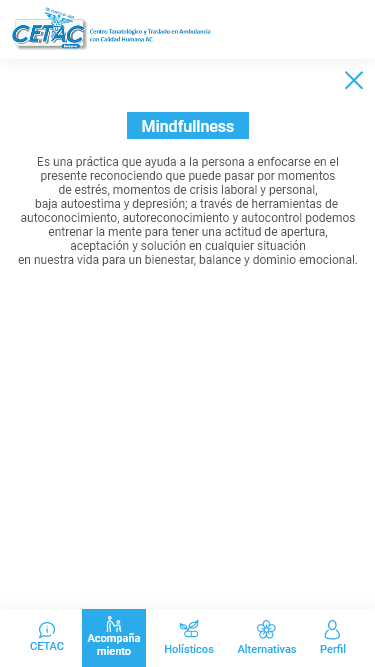 CETAC
Centro Tanatológico y Traslado en Ambulancia
con Calidad Humana AC
Mindfullness
Es una práctica que ayuda a la persona a enfocarse en el
presente reconociendo que puede pasar por momentos
de estrés, momentos de crisis laboral y personal,
baja autoestima y depresión; a través de herramientas de
autoconocimiento, autoreconocimiento y autocontrol podemos
entrenar la mente para tener una actitud de apertura,
aceptación y solución en cualquier situación
en nuestra vida para un bienestar, balance y dominio emocional.
CETAC
Acompaña
miento
Holísticos
Alternativas
Perfil